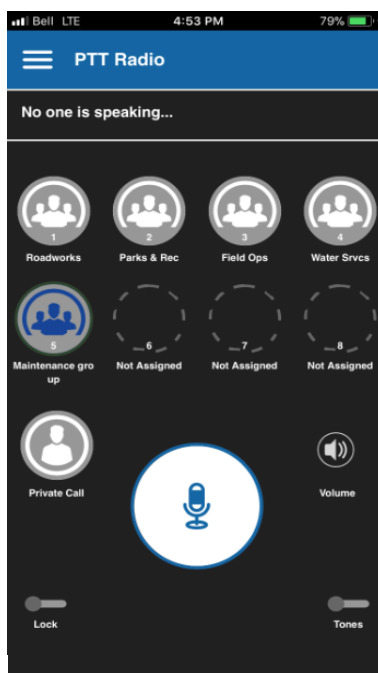 Bell LTE 4:53 PM 79%
PTT Radio
No one is speaking...
1 2 3 4
Roadworks Parks & Rec Field Ops Water Srvcs
5 6 7 8
Maintenance gro Not Assigned Not Assigned Not Assigned
up
Private Call Volume
Lock Tones